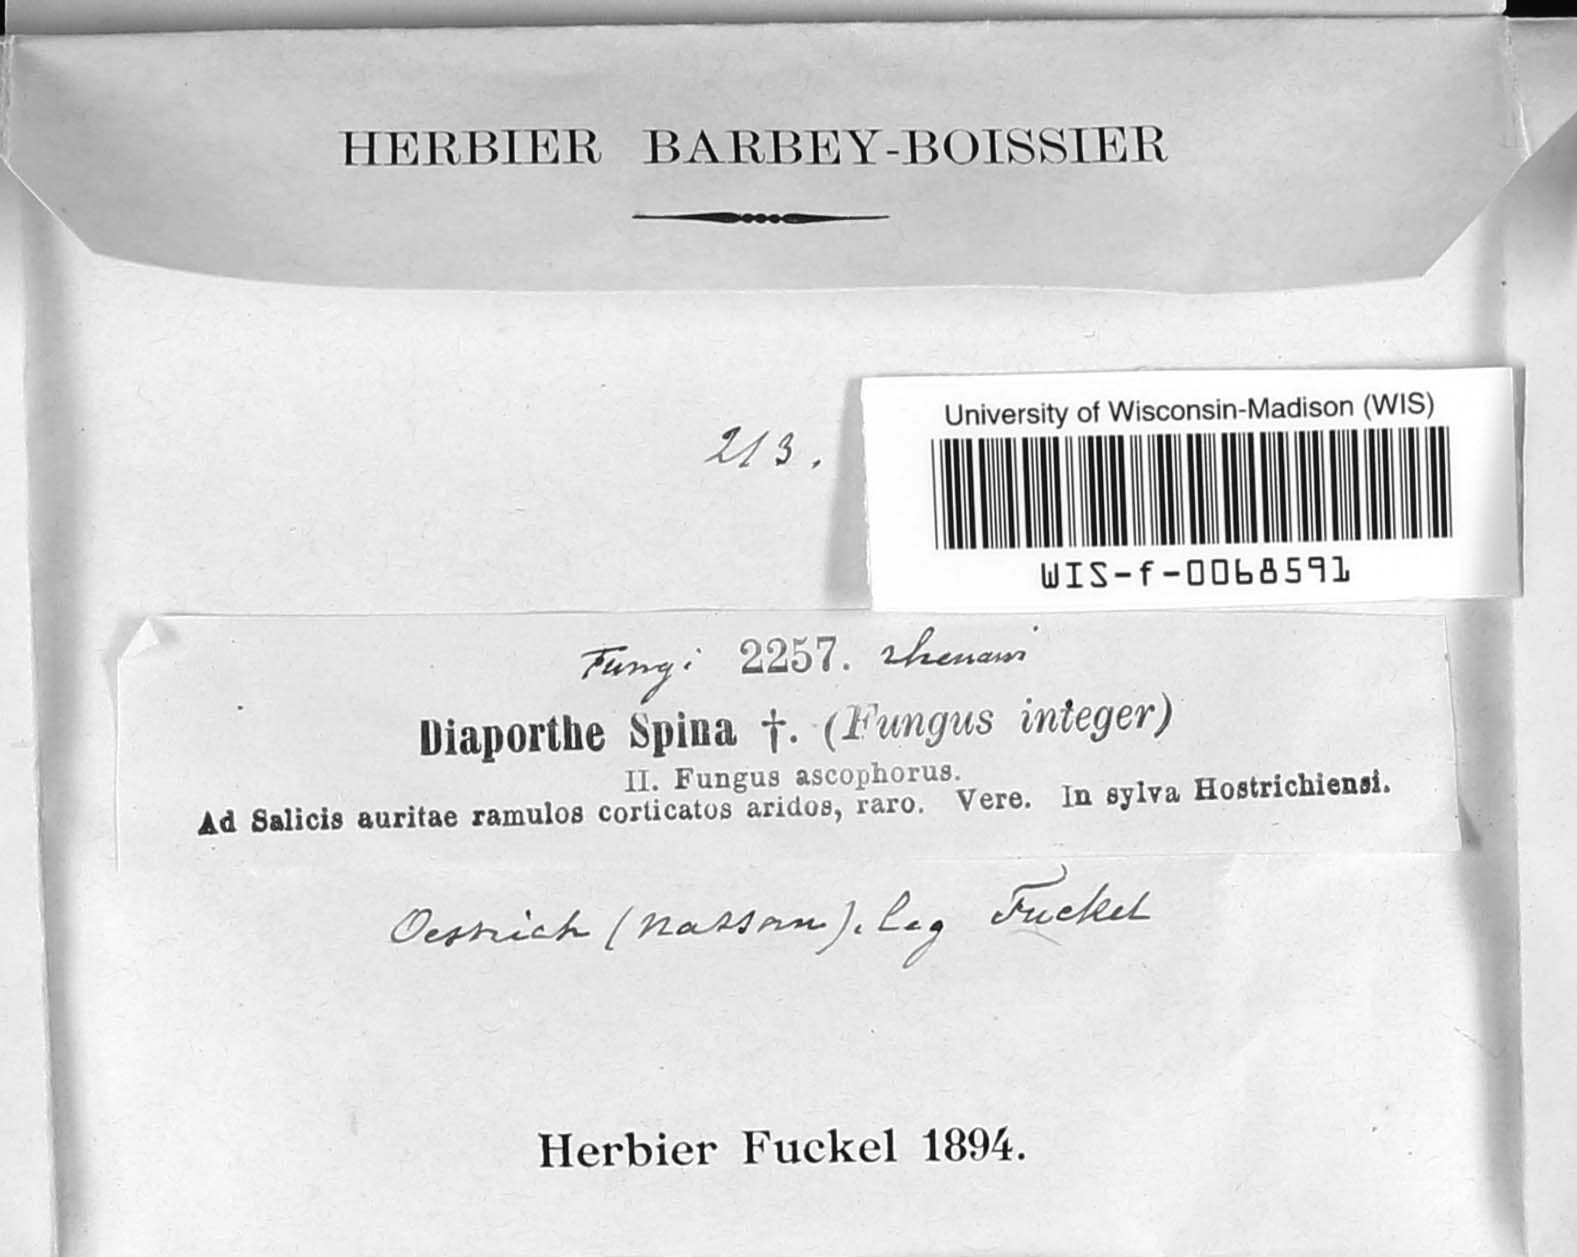 HERBIER BARBEY-BOISSIER
213.
University of Wisconsin-Madison (WIS)
WIS-f-0068591
Fungi 2257. rhenani
Diaporthe Spina †. (Fungus integer)
II. Fungus ascophorus.
Ad Salicis auritae ramulos corticatos aridos, raro. Vere. In sylva Hostrichiensi.
Oestrich (Nassau). leg Fuckel
Herbier Fuckel 1894.